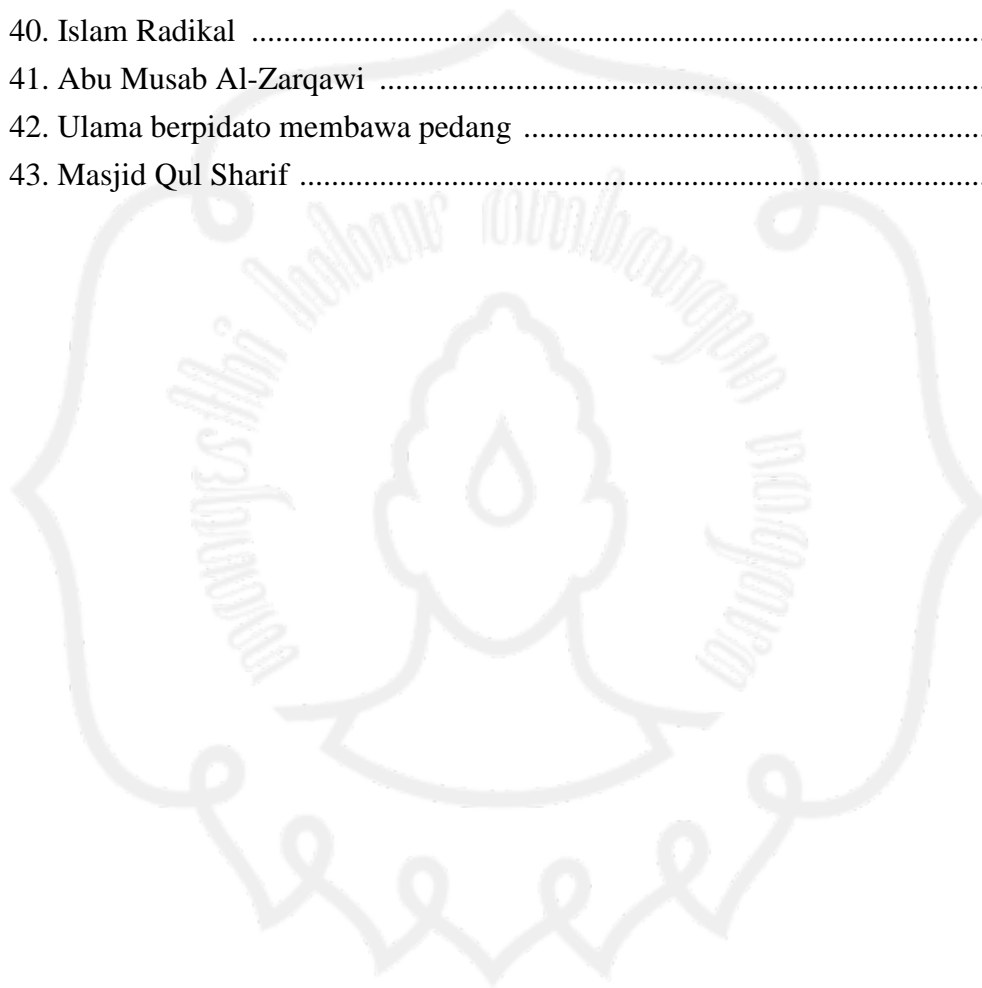 40. Islam Radikal ............................................................................................
41. Abu Musab Al-Zarqawi ............................................................................
42. Ulama berpidato membawa pedang ..........................................................
43. Masjid Qul Sharif ......................................................................................